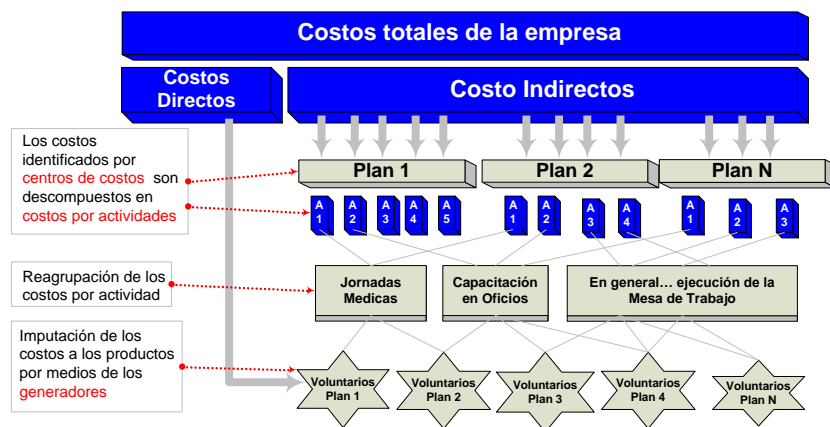 Costos totales de la empresa
Costos
Directos
Costo Indirectos
Los costos
identificados por
centros de costos son
descompuestos en
costos por actividades
Plan 1
Plan 2
Plan N
A
1
A
2
A
3
A
4
A
5
A
1
A
2
A
3
A
4
A
1
A
2
A
3
Reagrupación de los
costos por actividad
Jornadas
Medicas
Capacitación
en Oficios
En general... ejecución de la
Mesa de Trabajo
Imputación de los
costos a los productos
por medios de los
generadores
Voluntarios
Plan 1
Voluntarios
Plan 2
Voluntarios
Plan 3
Voluntarios
Plan 4
Voluntarios
Plan N